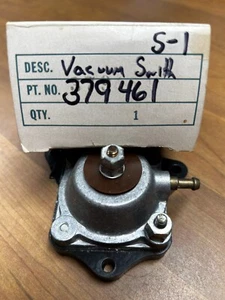 S-1
DESC. Vacuum Swith
PT. NO. 379461
QTY. 1